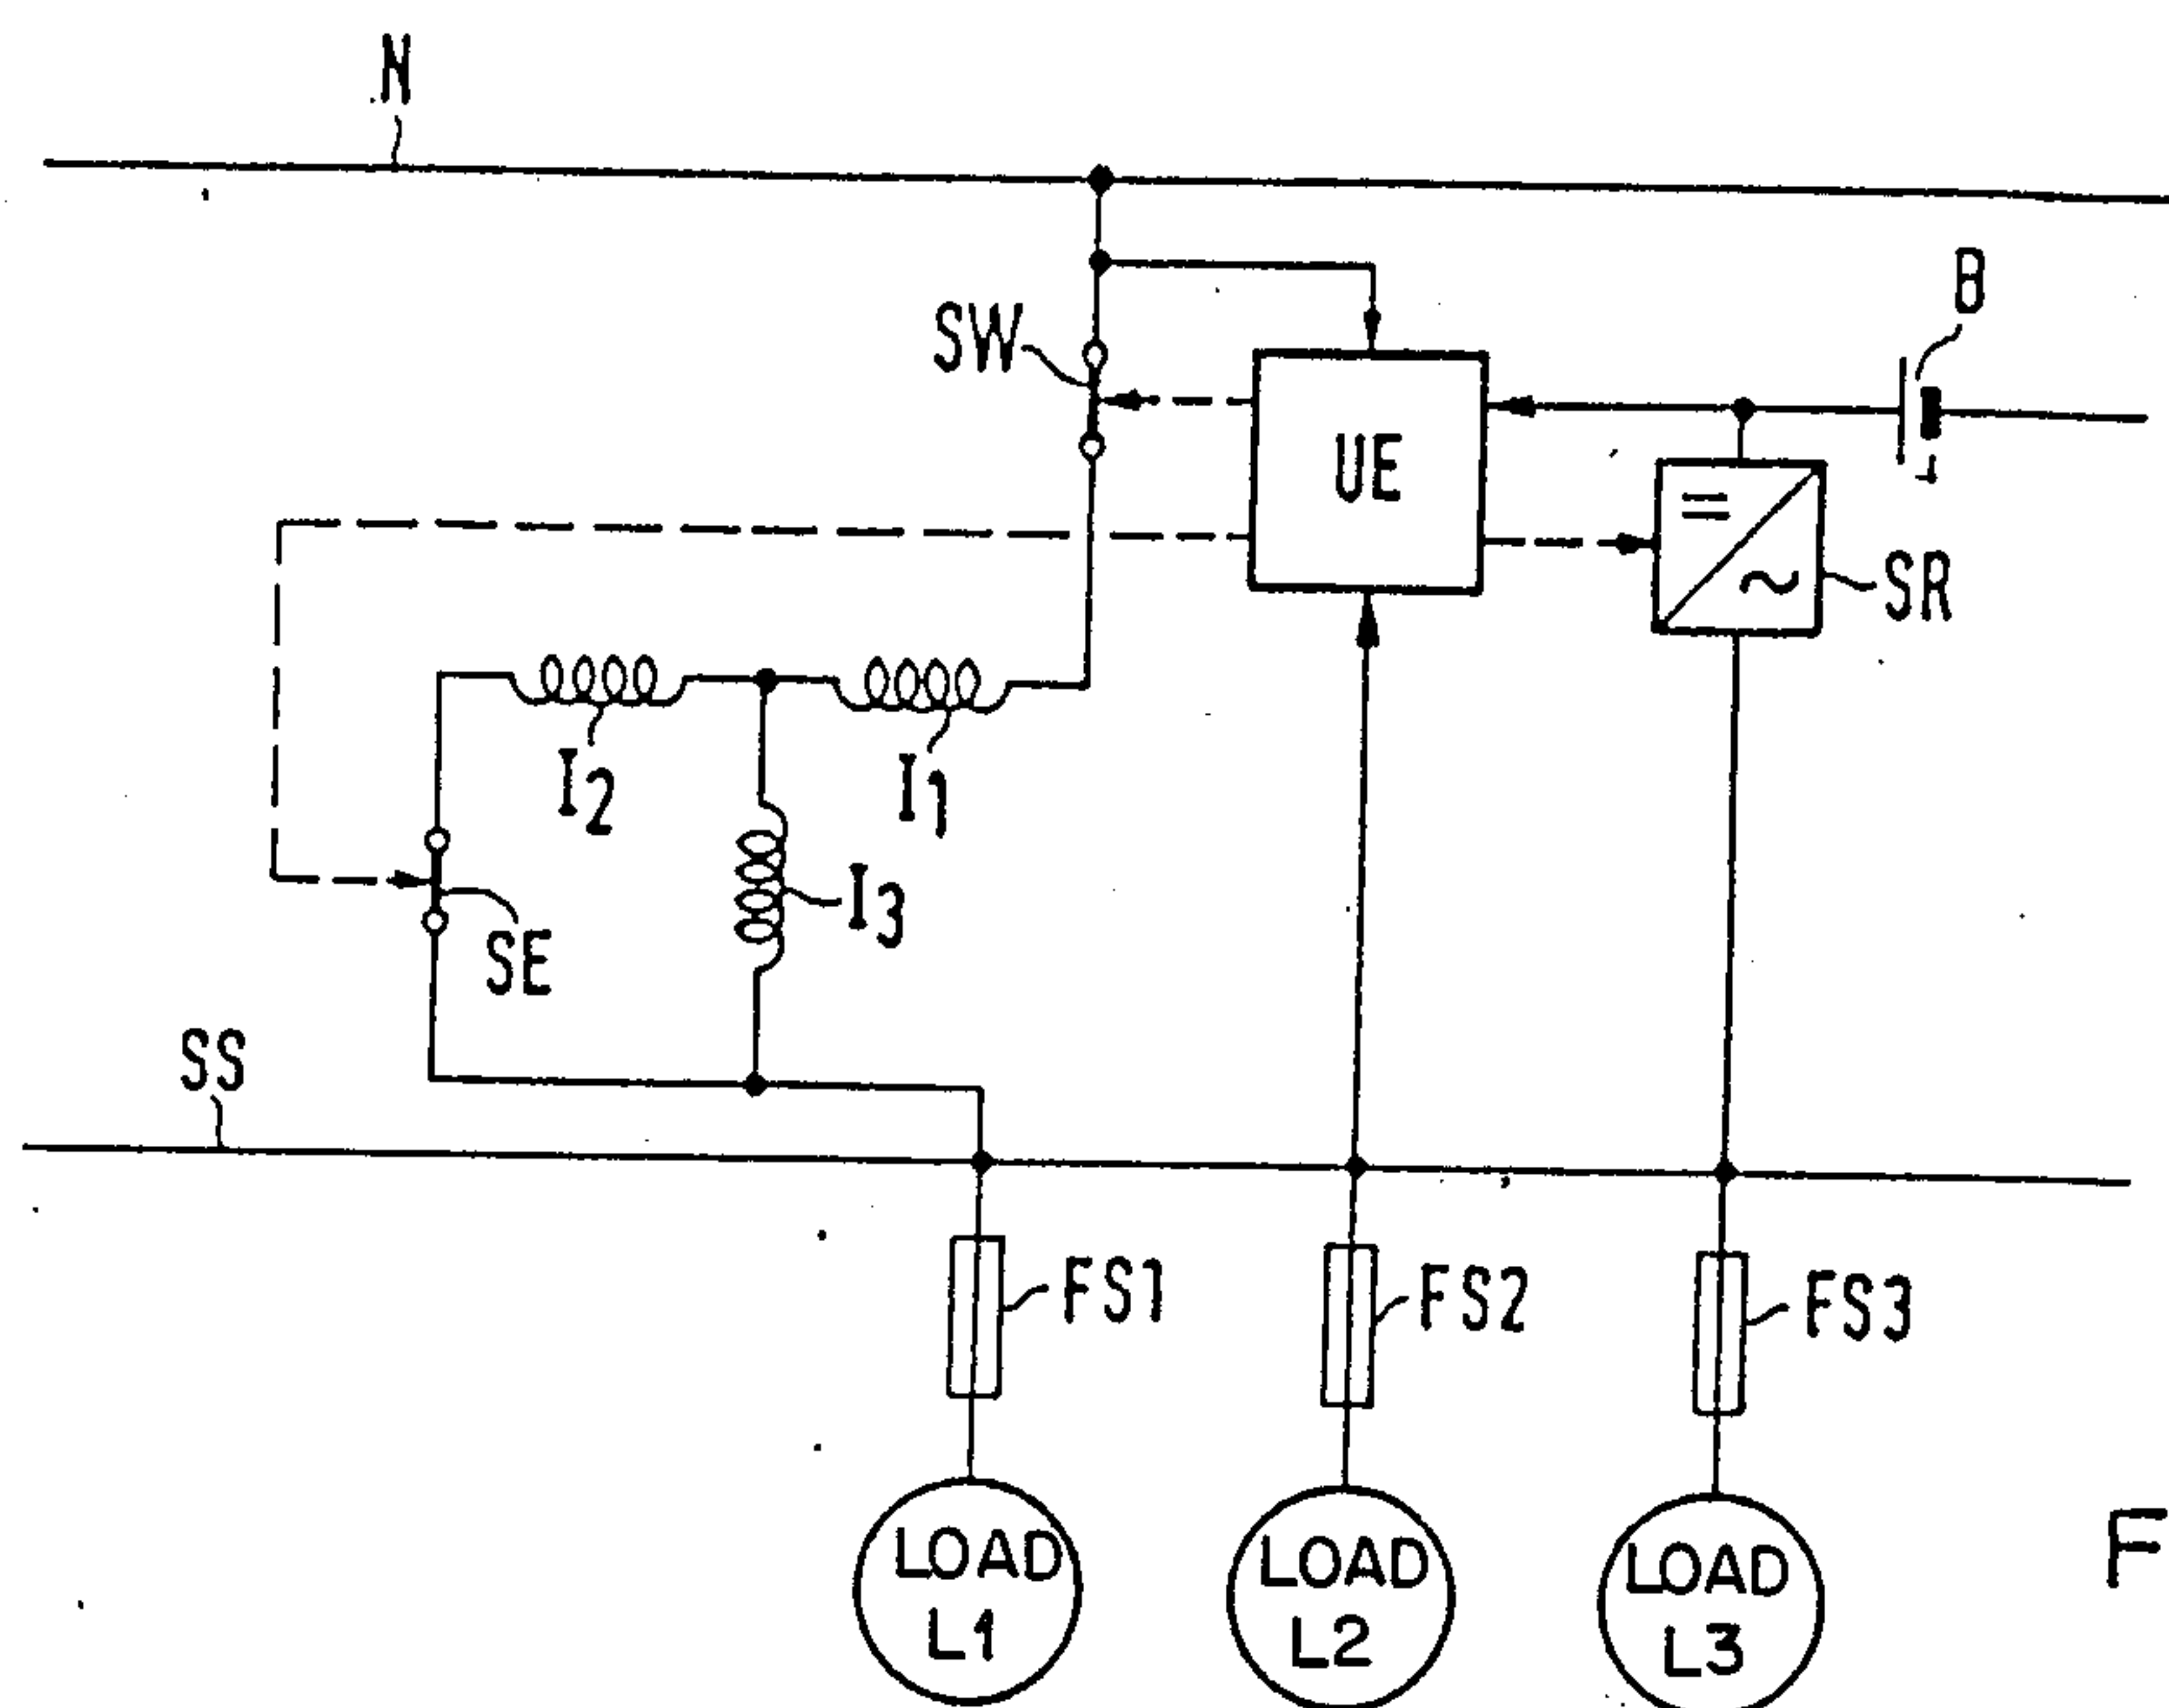 N
B
SW
UE
=
~
SR
I2
I1
I3
SE
SS
FS1
FS2
FS3
LOAD
L1
LOAD
L2
LOAD
L3
F